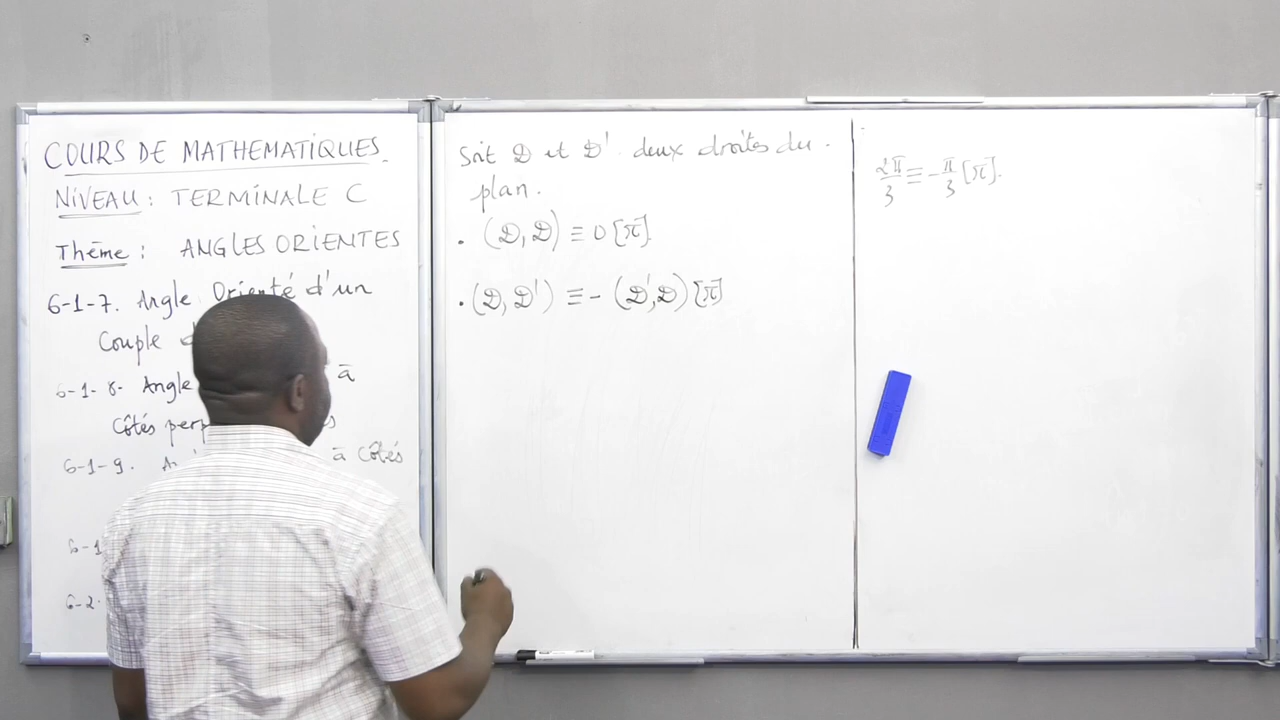 COURS DE MATHEMATIQUES.
NIVEAU : TERMINALE C
Thème : ANGLES ORIENTES
6-1-7. Angle Orienté d'un
Couple
6-1-8- Angle à
Côtés
6-1-9. à Côtés
6-1
6-2-
Soit D et D' deux droites du
plan.
. (D, D) ≡ 0 [π]
. (D, D') ≡ - (D', D) [π]
2π/3 ≡ -π/3 [π].